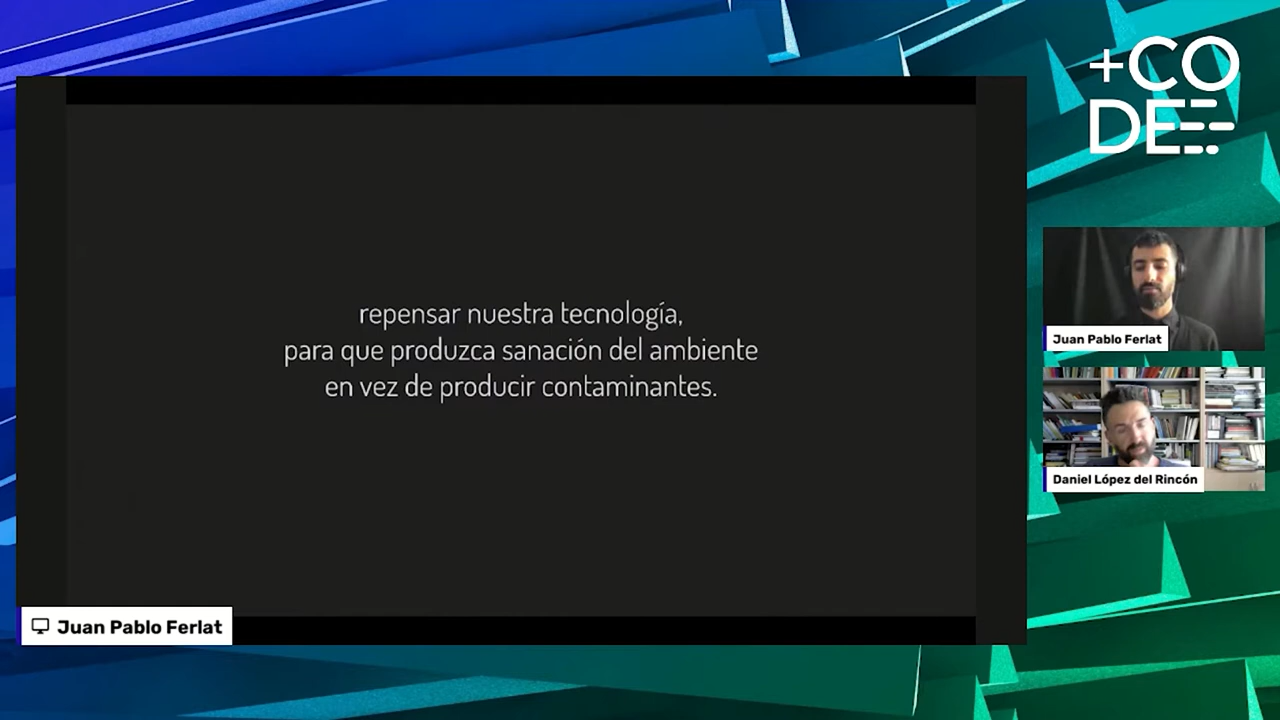 +CO
DE
repensar nuestra tecnología,
para que produzca sanación del ambiente
en vez de producir contaminantes.
Juan Pablo Ferlat
Daniel López del Rincón
Juan Pablo Ferlat